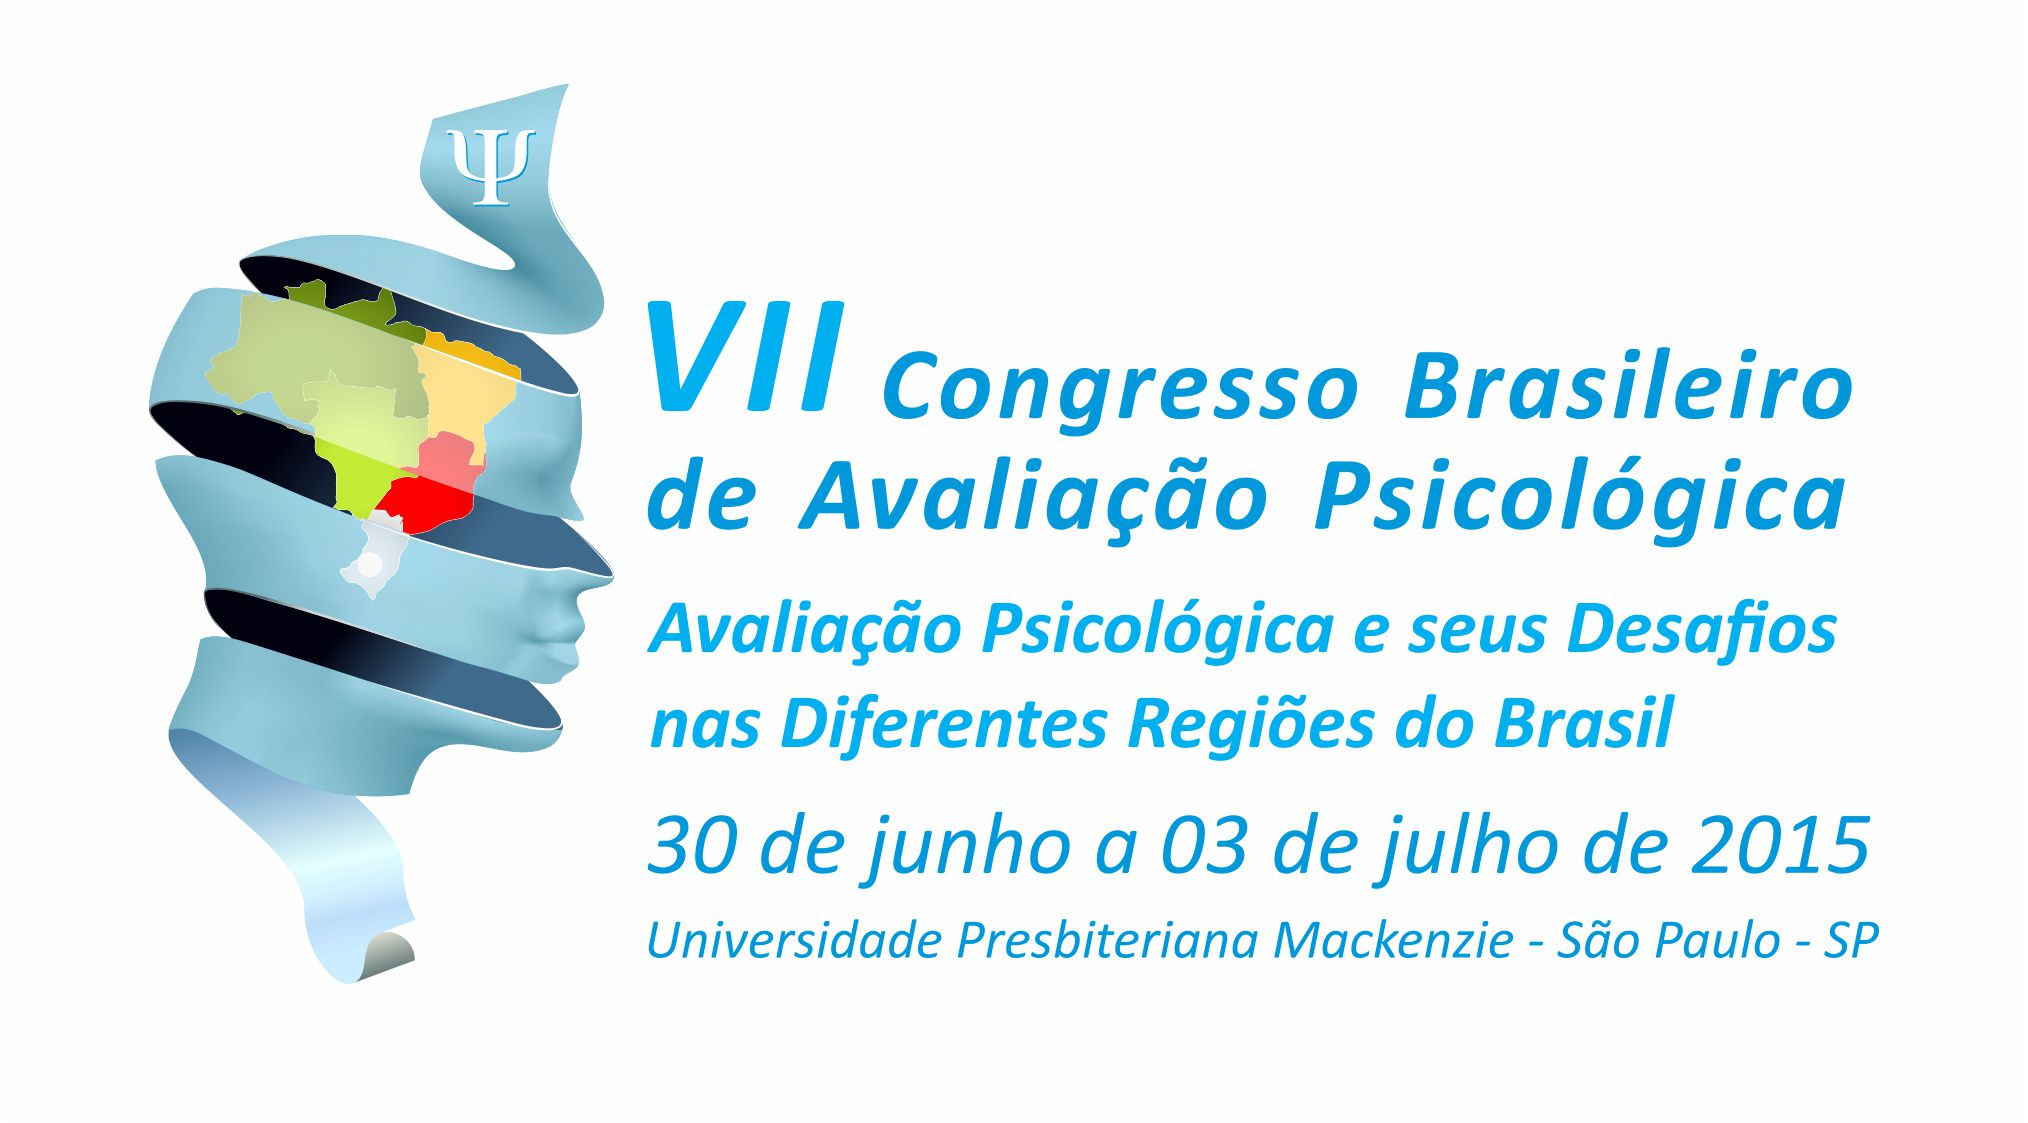 Ψ
VII Congresso Brasileiro
de Avaliação Psicológica
Avaliação Psicológica e seus Desafios
nas Diferentes Regiões do Brasil
30 de junho a 03 de julho de 2015
Universidade Presbiteriana Mackenzie - São Paulo - SP